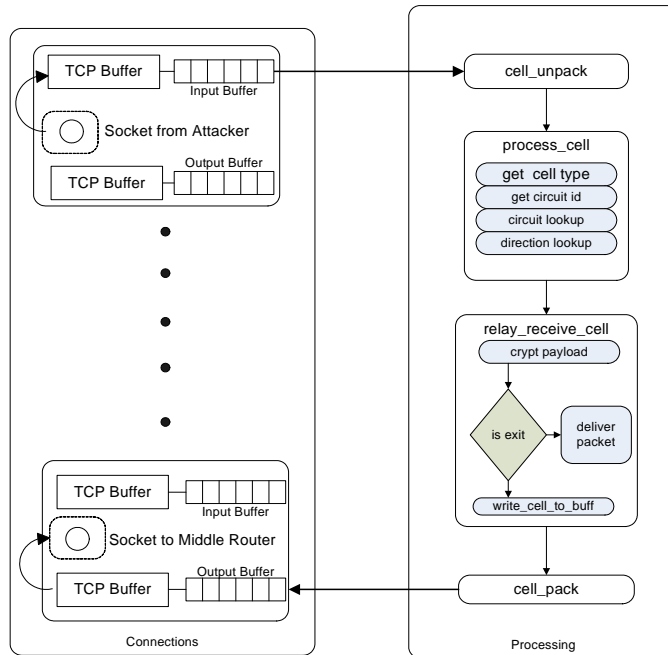 TCP Buffer
Input Buffer
Socket from Attacker
Output Buffer
TCP Buffer
TCP Buffer
Input Buffer
Socket to Middle Router
Output Buffer
TCP Buffer
Connections
cell_unpack
process_cell
get cell type
get circuit id
circuit lookup
direction lookup
relay_receive_cell
crypt payload
is exit
deliver
packet
write_cell_to_buff
cell_pack
Processing